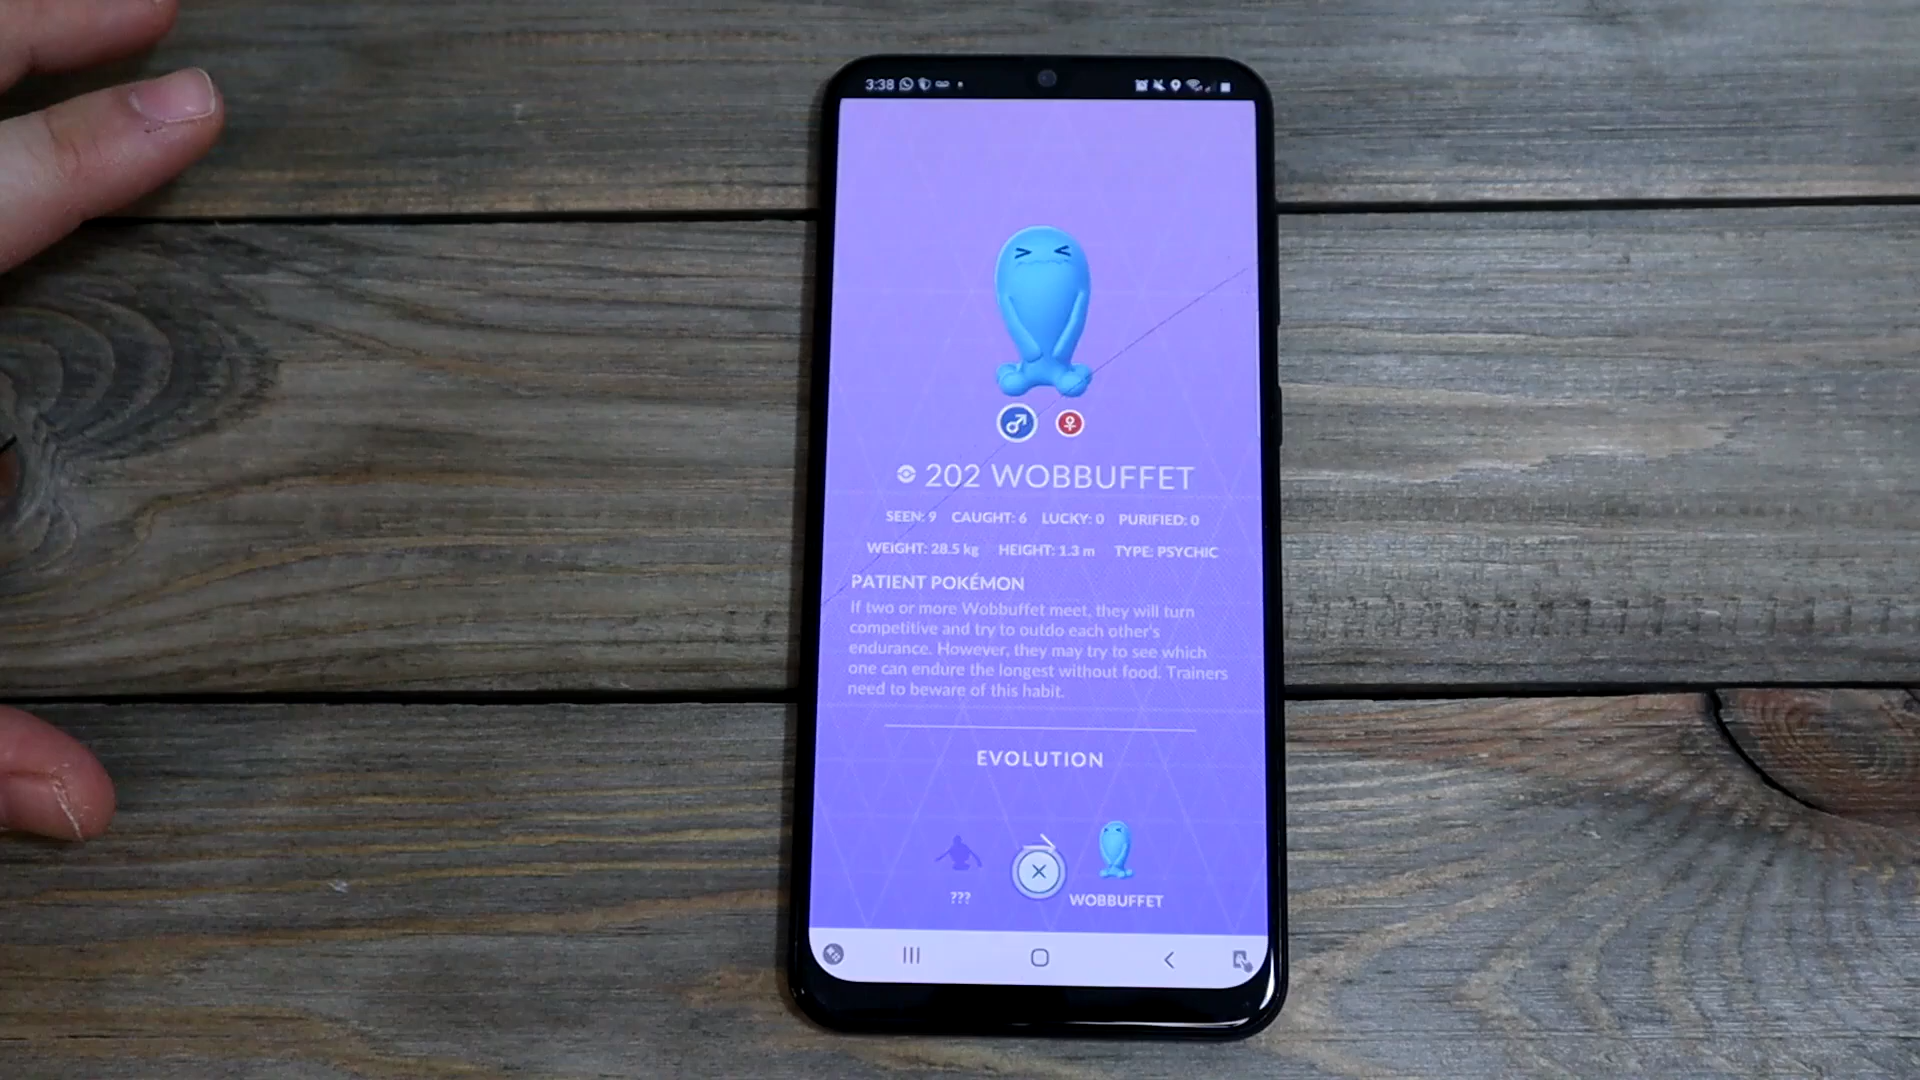 3:38
202 WOBBUFFET
SEEN: 9 CAUGHT: 6 LUCKY: 0 PURIFIED: 0
WEIGHT: 28.5 kg HEIGHT: 1.3 m TYPE: PSYCHIC
PATIENT POKÉMON
If two or more Wobbuffet meet, they will turn
competitive and try to outdo each other's
endurance. However, they may try to see which
one can endure the longest without food. Trainers
need to beware of this habit.
EVOLUTION
??? WOBBUFFET